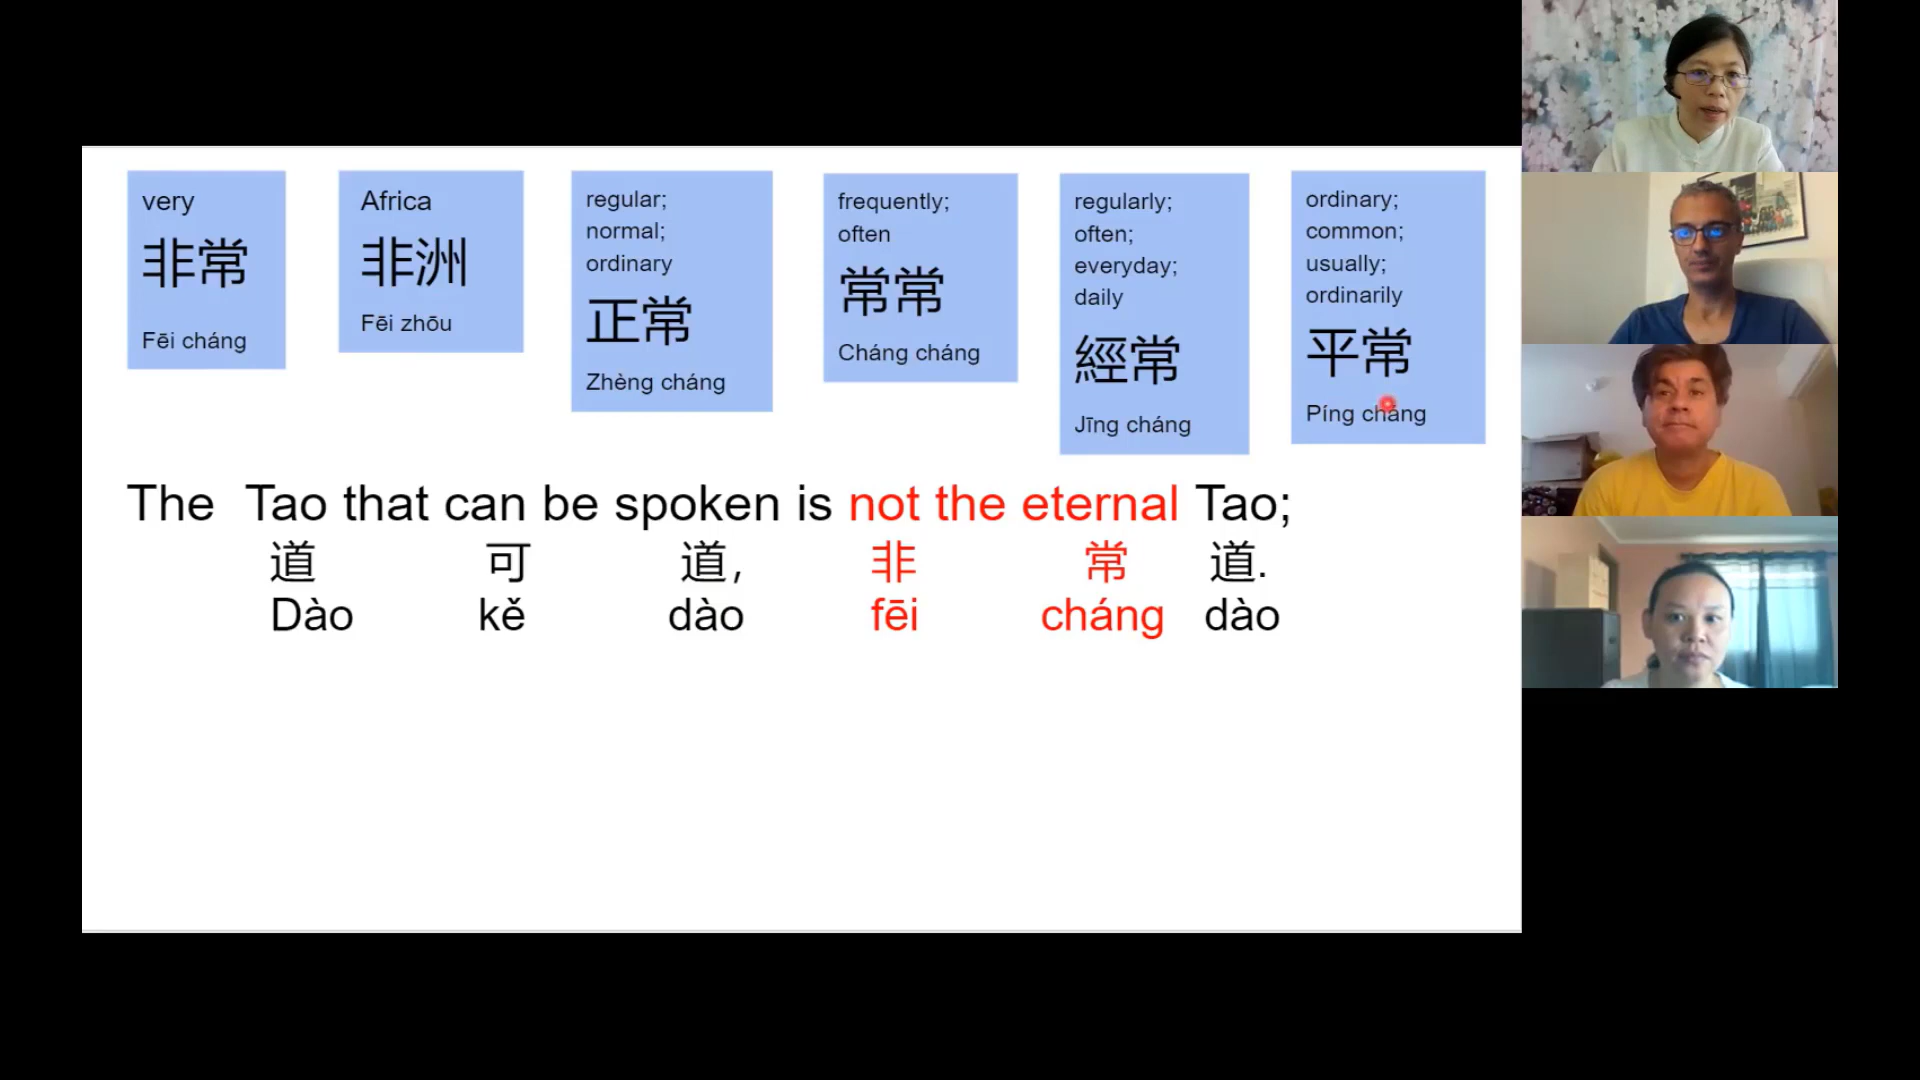 very
非常
Fēi cháng
Africa
非洲
Fēi zhōu
regular;
normal;
ordinary
正常
Zhèng cháng
frequently;
often
常常
Cháng cháng
regularly;
often;
everyday;
daily
經常
Jīng cháng
ordinary;
common;
usually;
ordinarily
平常
Píng cháng
The Tao that can be spoken is not the eternal Tao;
道 可 道, 非 常 道.
Dào kě dào fēi cháng dào